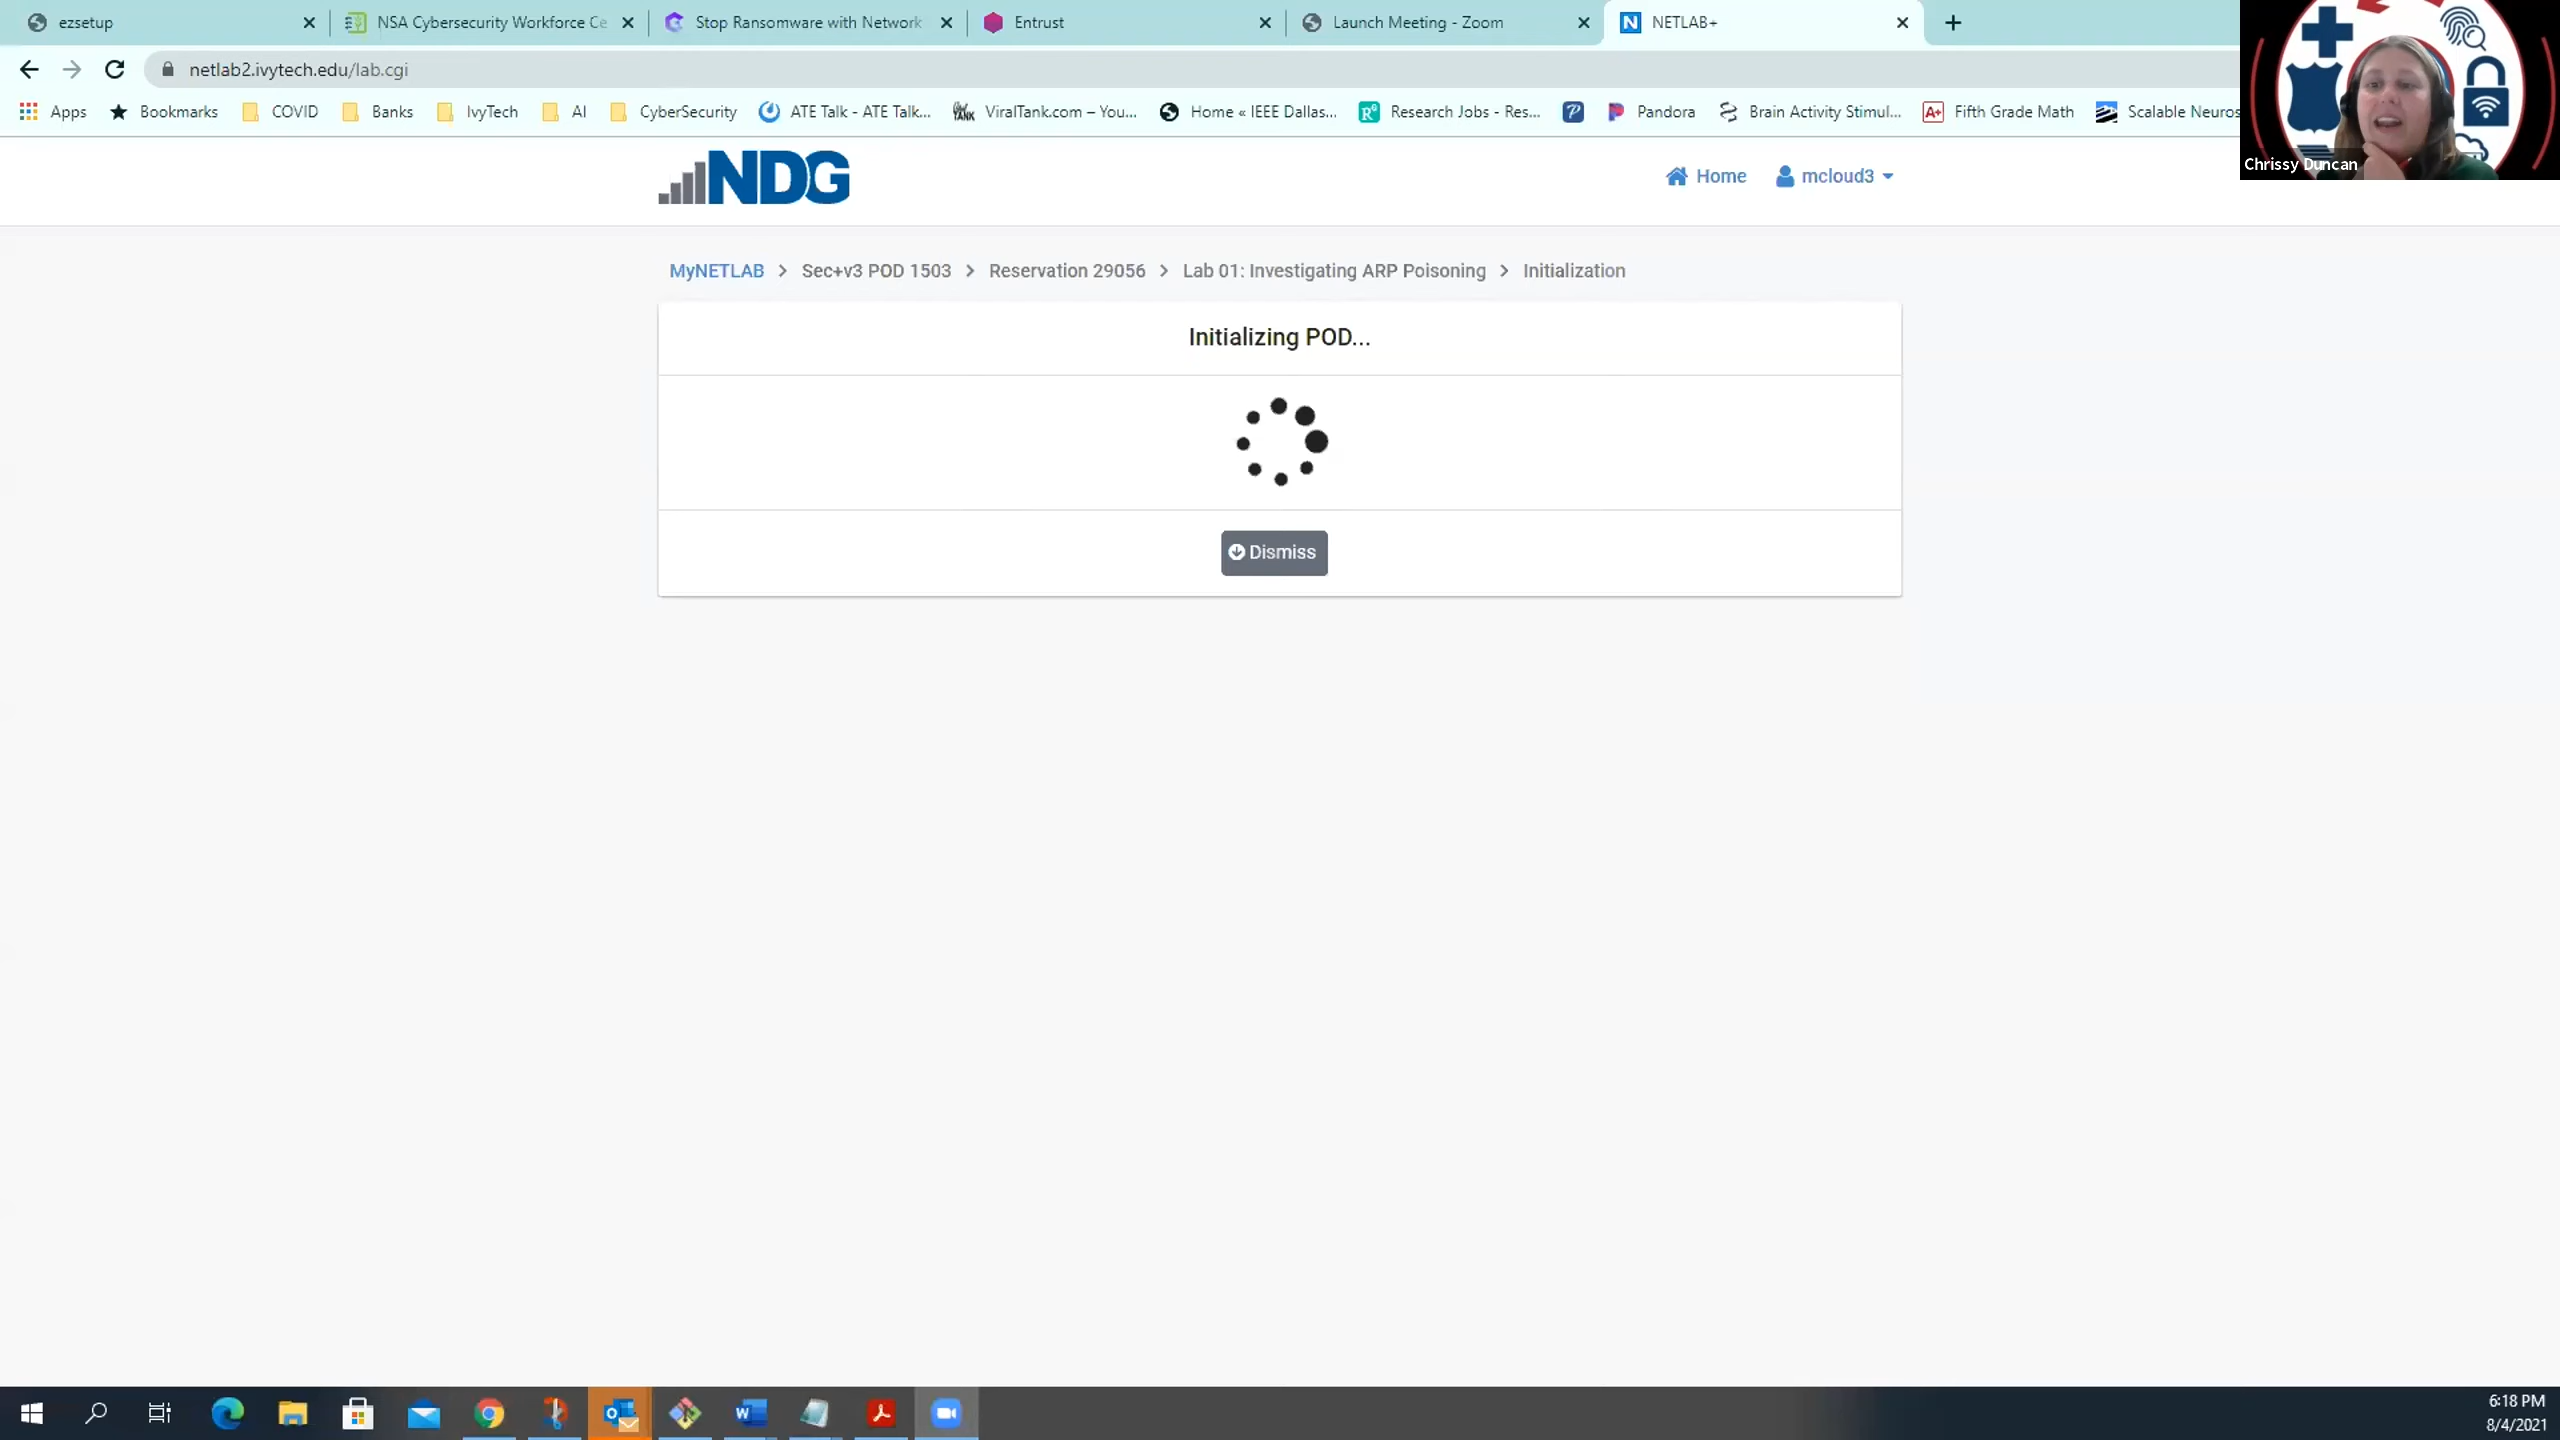 ezsetup
NSA Cybersecurity Workforce Ce
Stop Ransomware with Network
Entrust
Launch Meeting - Zoom
NETLAB+
netlab2.ivytech.edu/lab.cgi
Apps
Bookmarks
COVID
Banks
IvyTech
AI
CyberSecurity
ATE Talk - ATE Talk...
ViralTank.com – You...
Home « IEEE Dallas...
Research Jobs - Res...
Pandora
Brain Activity Stimul...
Fifth Grade Math
Scalable Neuros
Chrissy Duncan
NDG
Home
mcloud3
MyNETLAB > Sec+v3 POD 1503 > Reservation 29056 > Lab 01: Investigating ARP Poisoning > Initialization
Initializing POD...
Dismiss
6:18 PM
8/4/2021